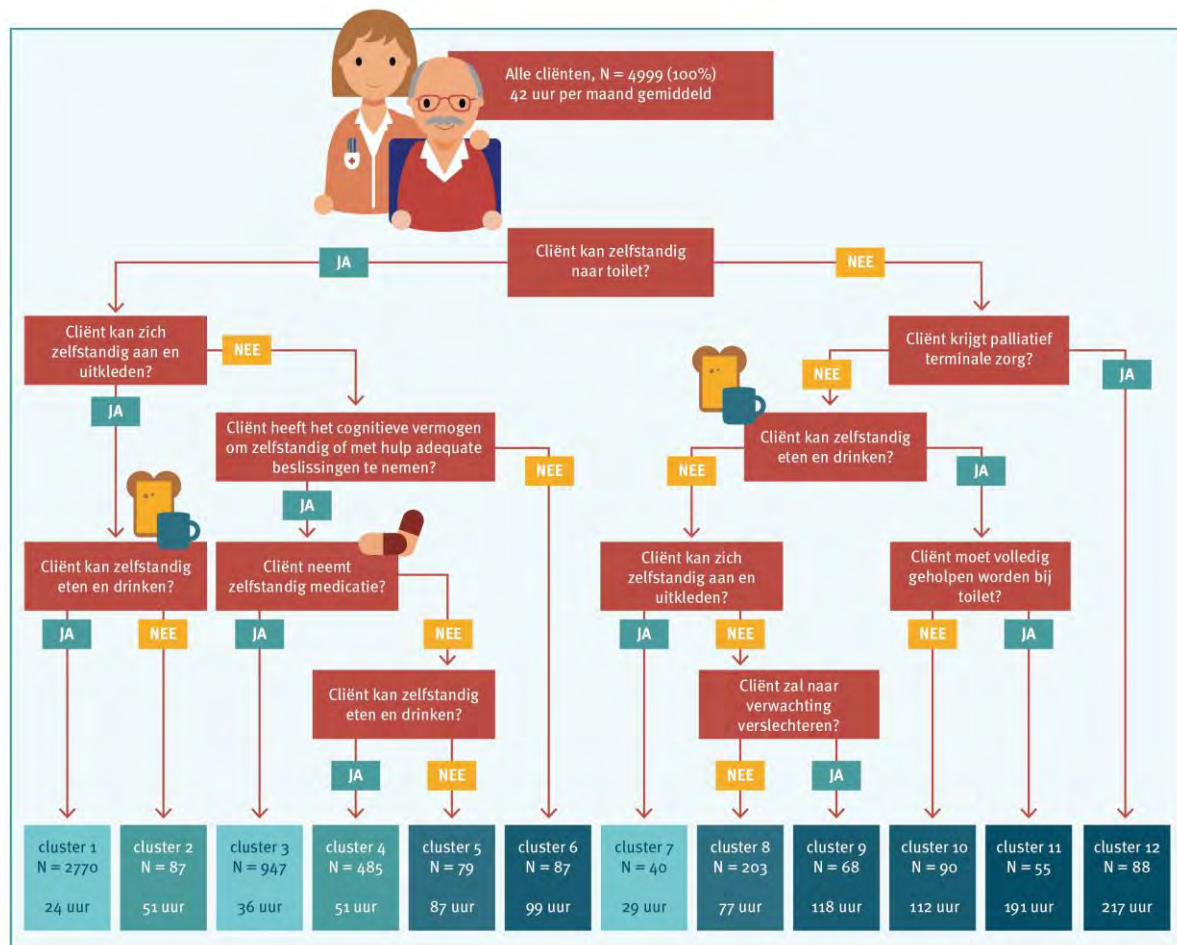 Alle cliënten, N = 4999 (100%)
42 uur per maand gemiddeld
Cliënt kan zelfstandig
naar toilet?
JA
NEE
Cliënt kan zich
zelfstandig aan en
uitkleden?
NEE
JA
Cliënt krijgt palliatief
terminale zorg?
NEE
JA
Cliënt heeft het cognitieve vermogen
om zelfstandig of met hulp adequate
beslissingen te nemen?
JA
NEE
Cliënt kan zelfstandig
eten en drinken?
NEE
JA
Cliënt kan zelfstandig
eten en drinken?
JA
NEE
Cliënt neemt
zelfstandig medicatie?
JA
NEE
Cliënt kan zich
zelfstandig aan en
uitkleden?
JA
NEE
Cliënt moet volledig
geholpen worden bij
toilet?
NEE
JA
Cliënt kan zelfstandig
eten en drinken?
JA
NEE
Cliënt zal naar
verwachting
verslechteren?
NEE
JA
cluster 1
N = 2770
24 uur
cluster 2
N = 87
51 uur
cluster 3
N = 947
36 uur
cluster 4
N = 485
51 uur
cluster 5
N = 79
87 uur
cluster 6
N = 87
99 uur
cluster 7
N = 40
29 uur
cluster 8
N = 203
77 uur
cluster 9
N = 68
118 uur
cluster 10
N = 90
112 uur
cluster 11
N = 55
191 uur
cluster 12
N = 88
217 uur